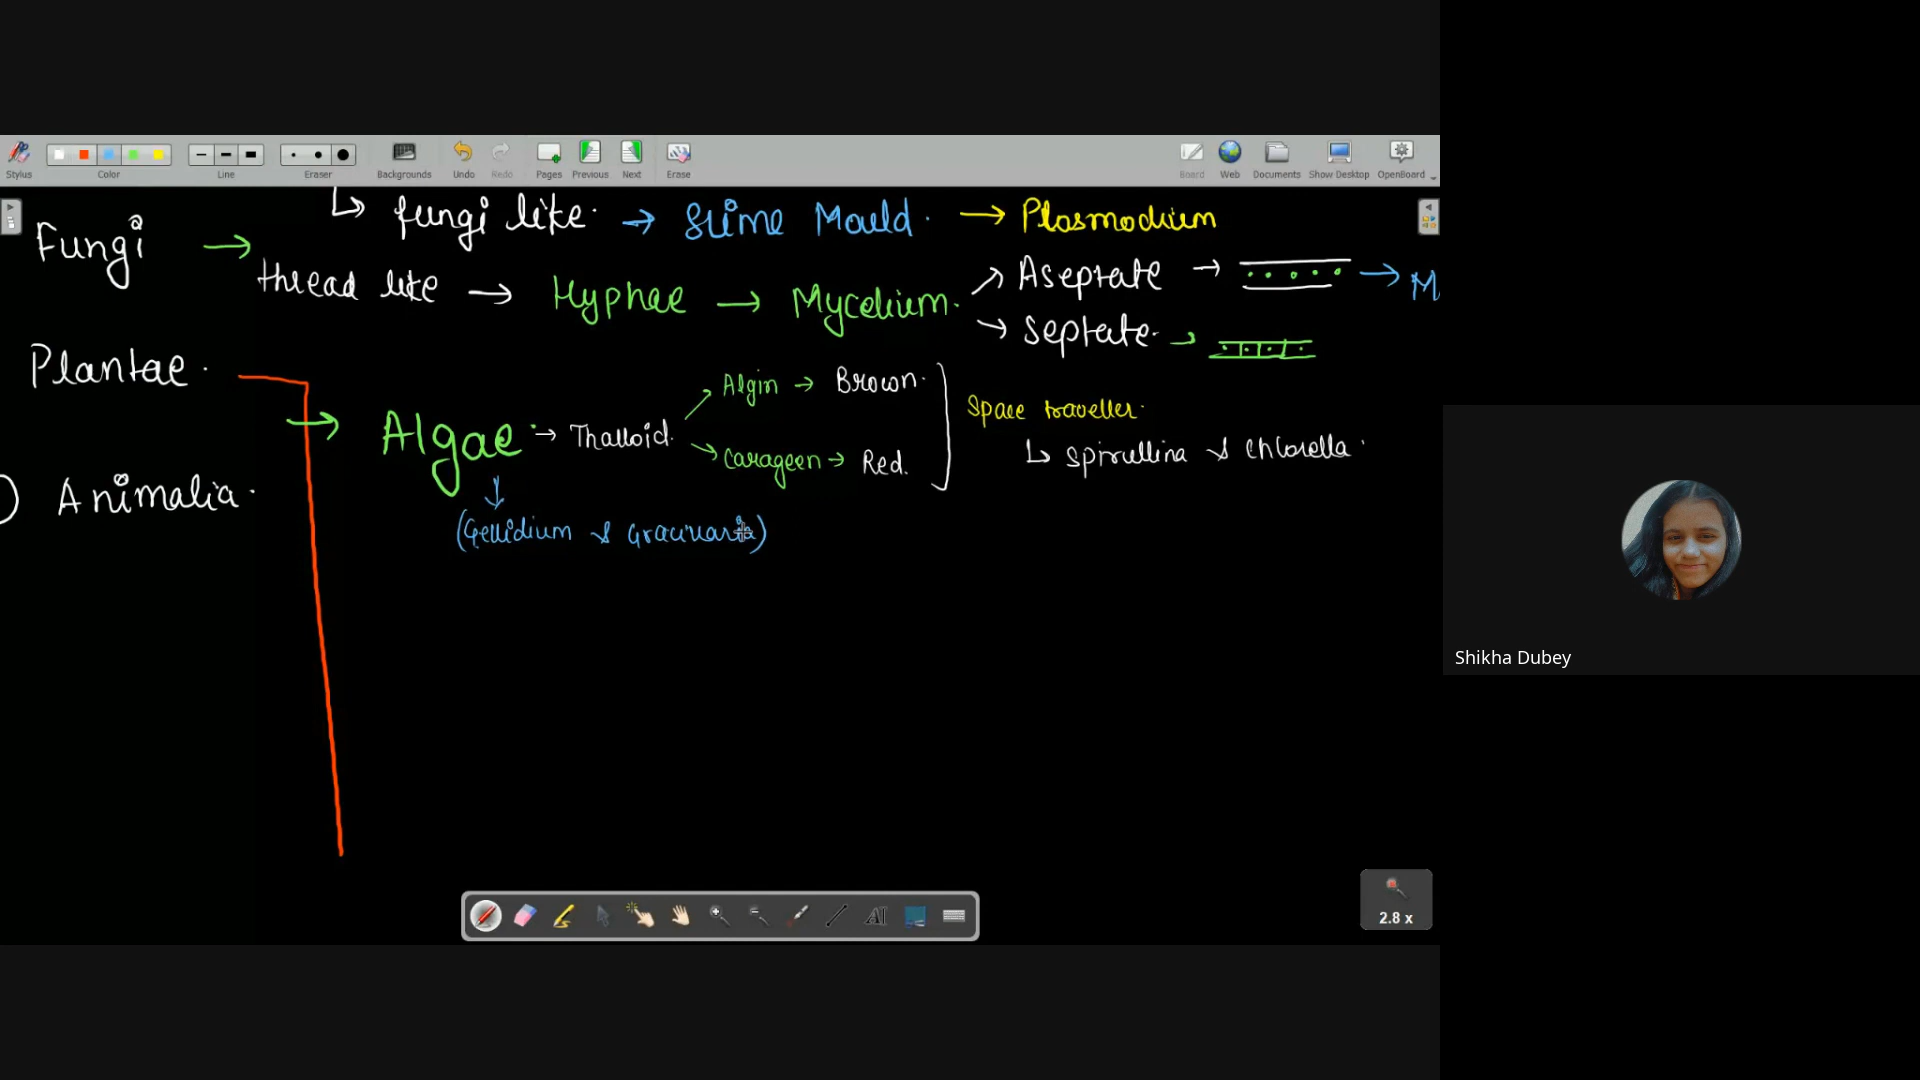 Stylus Color Line Eraser Backgrounds Undo Redo Pages Previous Next Erase Board Web Documents Show Desktop OpenBoard
↳ fungi like. → Slime Mould. → Plasmodium
Fungi →
thread like → Hyphae → Mycelium.
↗ Aseptate → → M
→ Septate. →
Plantae.
→ Algae → Thalloid.
Algin → Brown.
Carageen → Red.
Space traveller.
↳ Spirullina & Chlorella.
↓
(Gellidium & Gracilaria)
) Animalia.
Shikha Dubey
2.8 x